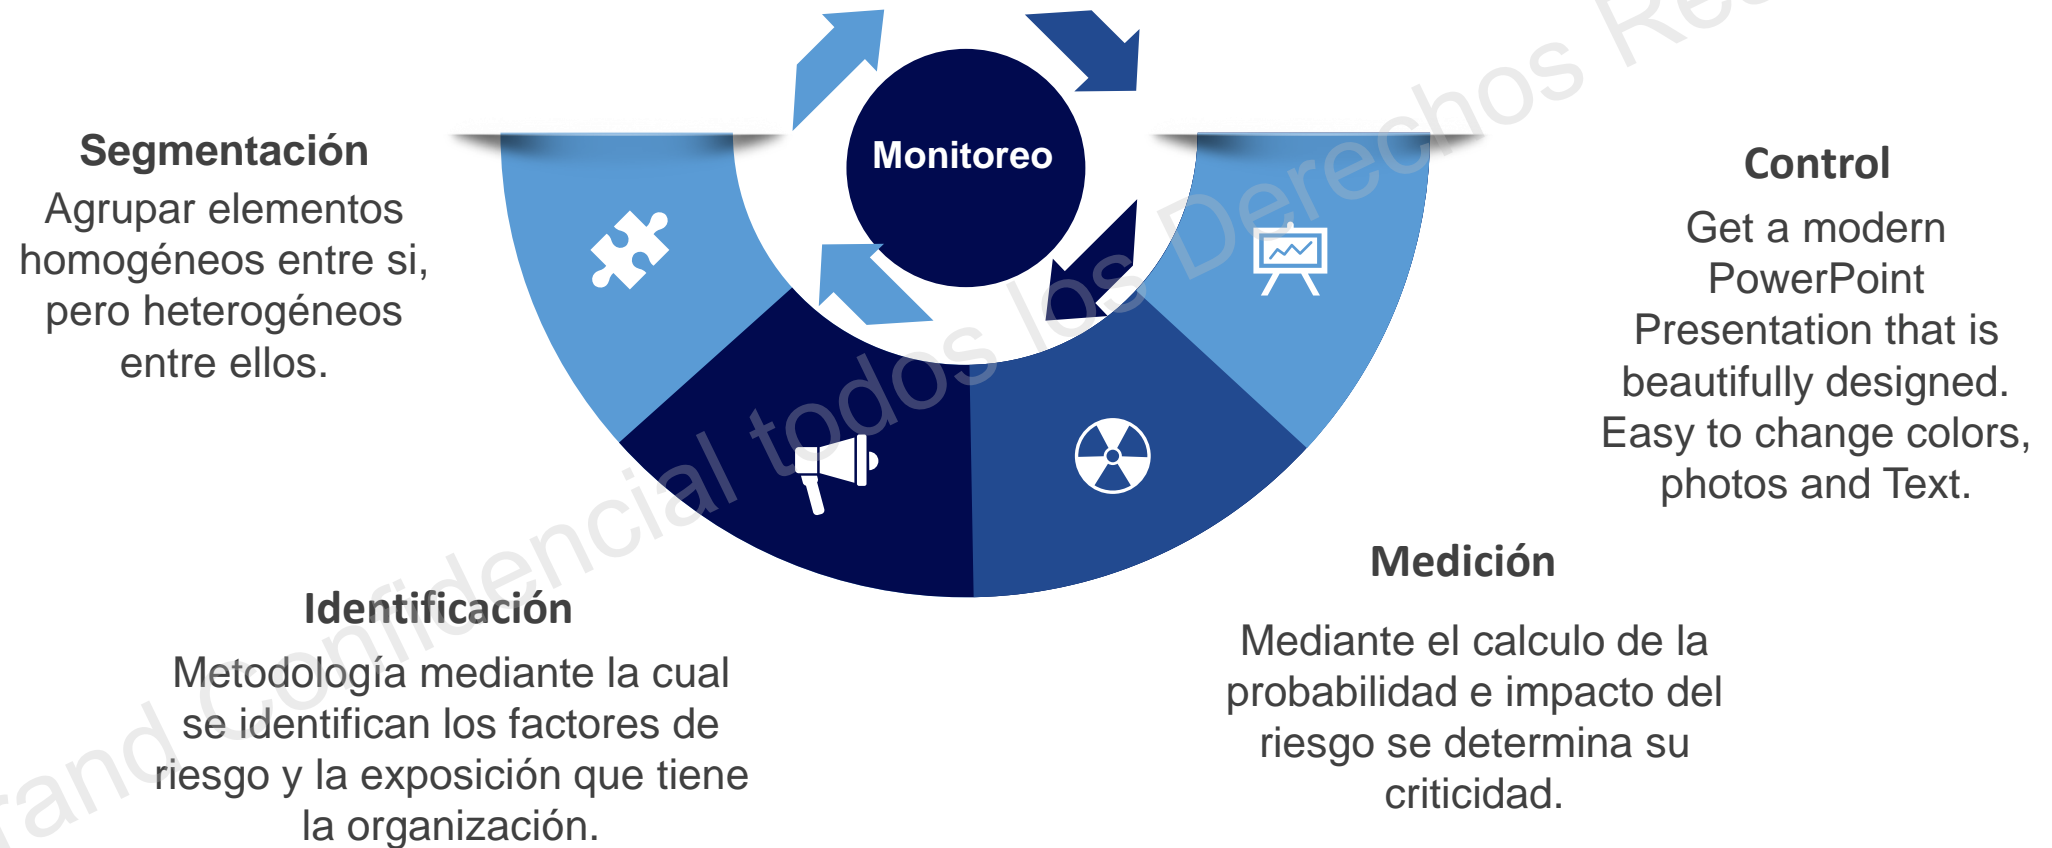 Monitoreo
Segmentación
Agrupar elementos
homogéneos entre si,
pero heterogéneos
entre ellos.
Identificación
Metodología mediante la cual
se identifican los factores de
riesgo y la exposición que tiene
la organización.
Medición
Mediante el calculo de la
probabilidad e impacto del
riesgo se determina su
criticidad.
Control
Get a modern
PowerPoint
Presentation that is
beautifully designed.
Easy to change colors,
photos and Text.
Confidencial todos los Derechos